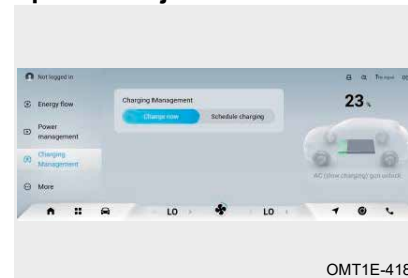 Not logged in
Energy flow
Power
management
Charging
Management
More
Charging Management
Charge now
Schedule charging
23 %
AC (slow charging) gun unlock
LO
LO
OMT1E-418